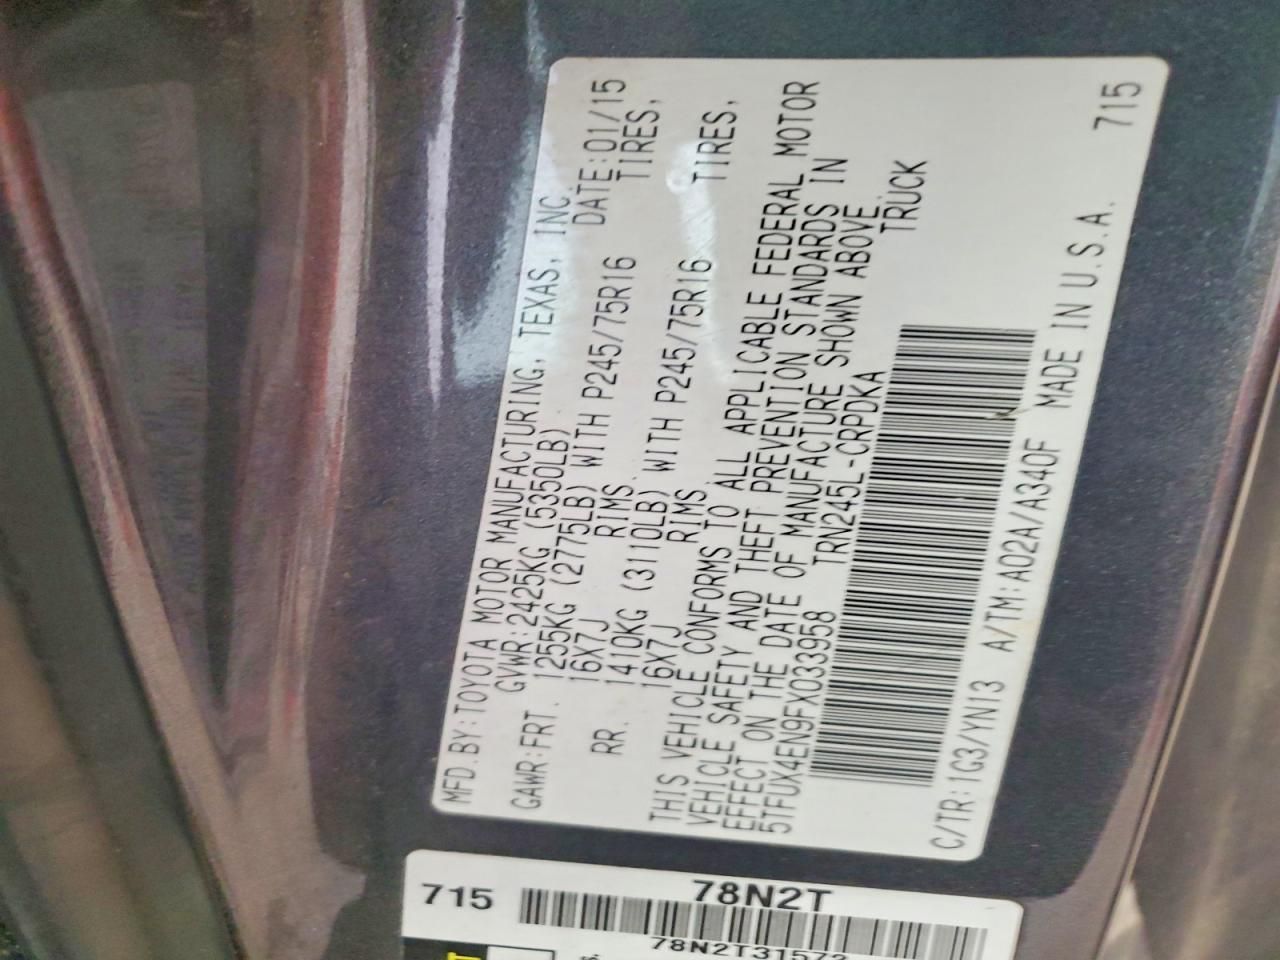 MFD.BY:TOYOTA MOTOR MANUFACTURING, TEXAS, INC.
GVWR:2425KG (5350LB) DATE:01/15
GAWR:FRT. 1255KG (2775LB) WITH P245/75R16 TIRES,
16X7J RIMS.
RR. 1410KG (3110LB) WITH P245/75R16 TIRES,
16X7J RIMS
THIS VEHICLE CONFORMS TO ALL APPLICABLE FEDERAL MOTOR
VEHICLE SAFETY AND THEFT PREVENTION STANDARDS IN
EFFECT ON THE DATE OF MANUFACTURE SHOWN ABOVE.
5TFUX4EN9FX033958 TRN245L-CRPDKA TRUCK
C/TR:1G3/YN13 A/TM:A02A/A340F MADE IN U.S.A. 715
715 78N2T